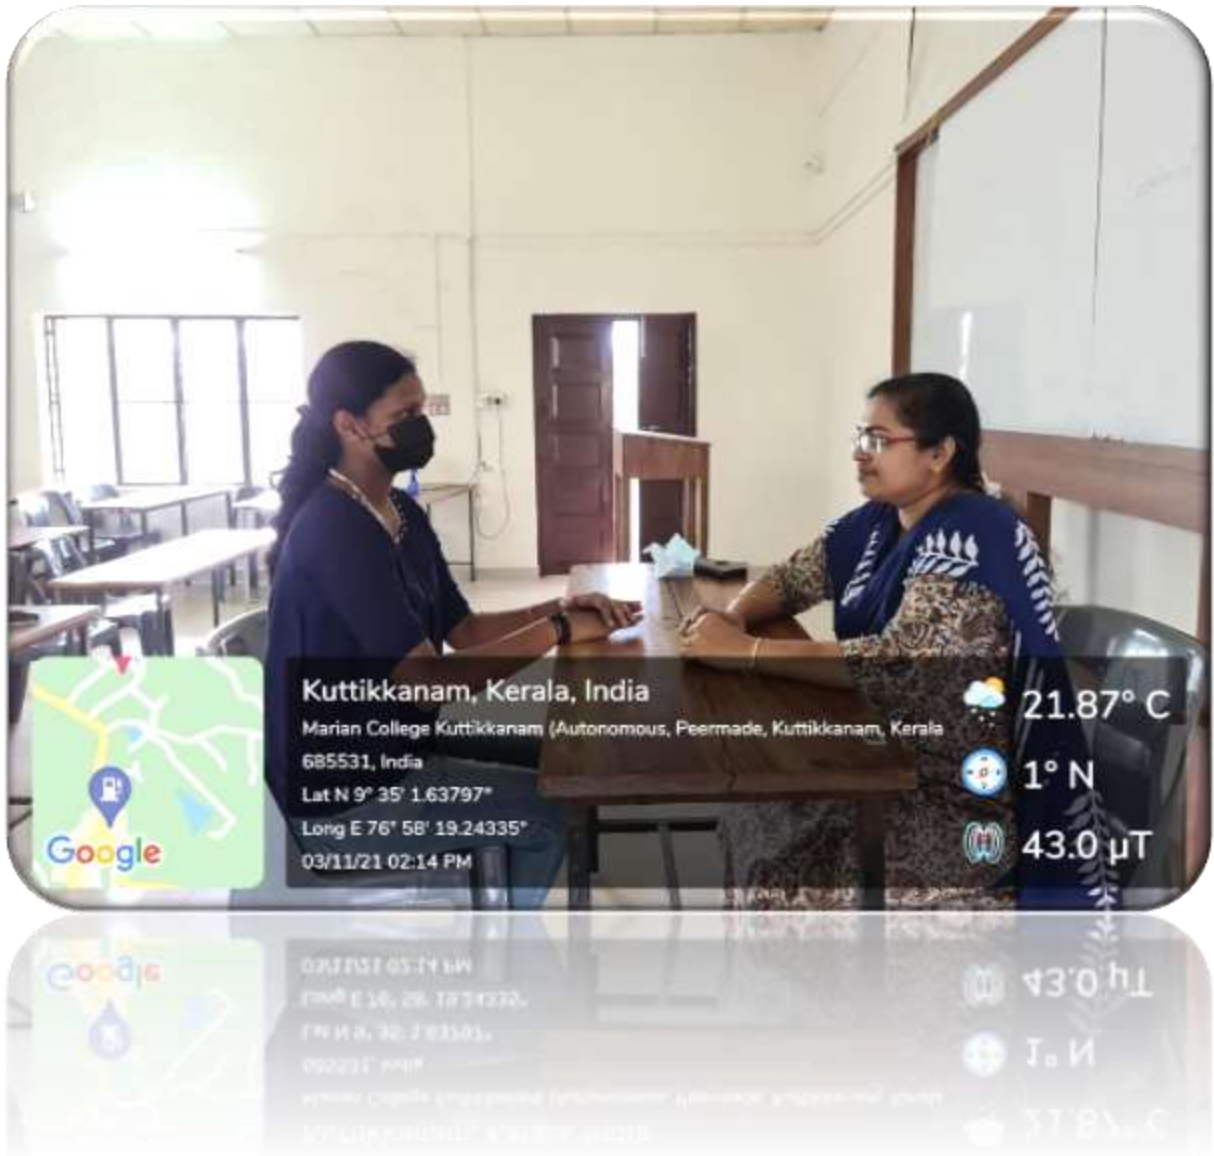 Kuttikkanam, Kerala, India
Marian College Kuttikkanam (Autonomous, Peermade, Kuttikkanam, Kerala
685531, India
Lat N 9° 35' 1.63797"
Long E 76° 58' 19.24335"
03/11/21 02:14 PM
Google
21.87° C
1° N
43.0 µT